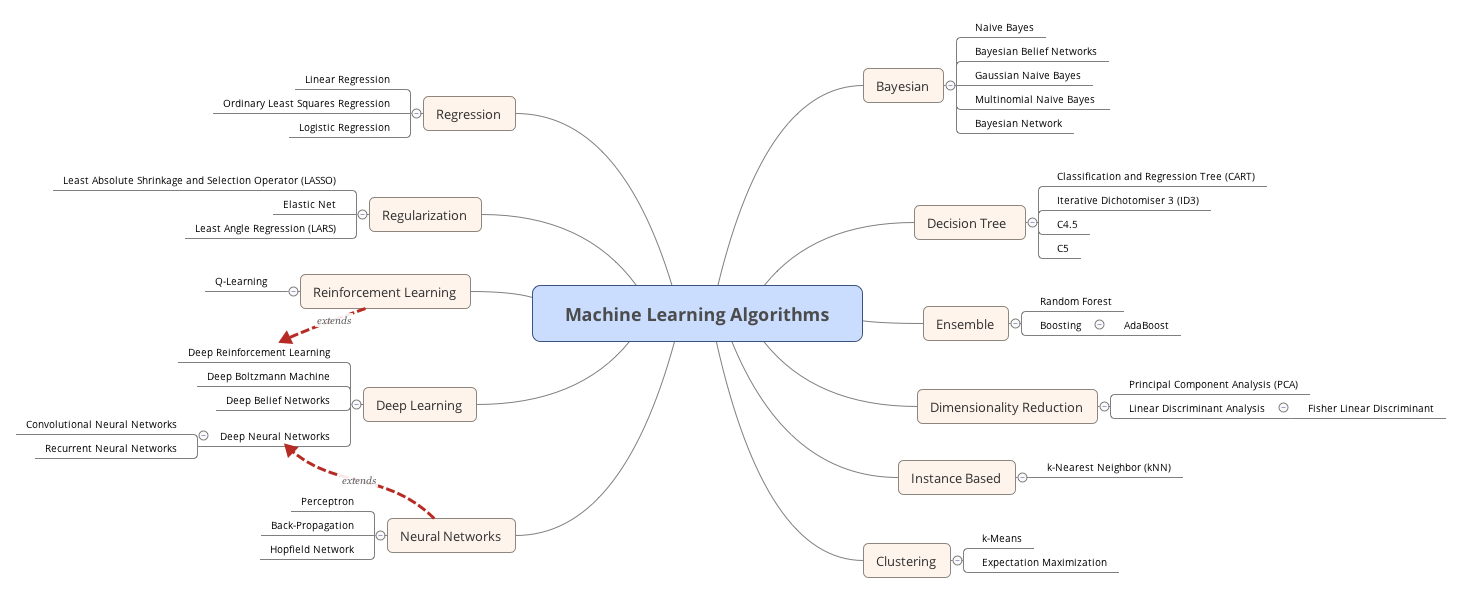 Machine Learning Algorithms
Regression
Linear Regression
Ordinary Least Squares Regression
Logistic Regression
Regularization
Least Absolute Shrinkage and Selection Operator (LASSO)
Elastic Net
Least Angle Regression (LARS)
Reinforcement Learning
Q-Learning
extends
Deep Learning
Deep Reinforcement Learning
Deep Boltzmann Machine
Deep Belief Networks
Deep Neural Networks
Convolutional Neural Networks
Recurrent Neural Networks
extends
Neural Networks
Perceptron
Back-Propagation
Hopfield Network
Bayesian
Naive Bayes
Bayesian Belief Networks
Gaussian Naive Bayes
Multinomial Naive Bayes
Bayesian Network
Decision Tree
Classification and Regression Tree (CART)
Iterative Dichotomiser 3 (ID3)
C4.5
C5
Ensemble
Random Forest
Boosting
AdaBoost
Dimensionality Reduction
Principal Component Analysis (PCA)
Linear Discriminant Analysis
Fisher Linear Discriminant
Instance Based
k-Nearest Neighbor (kNN)
Clustering
k-Means
Expectation Maximization